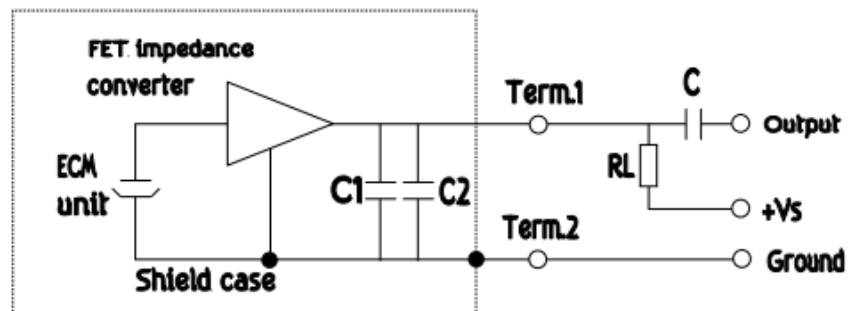 FET impedance
converter
ECM
unit
C1
C2
Shield case
Term.1
Term.2
C
RL
Output
+Vs
Ground